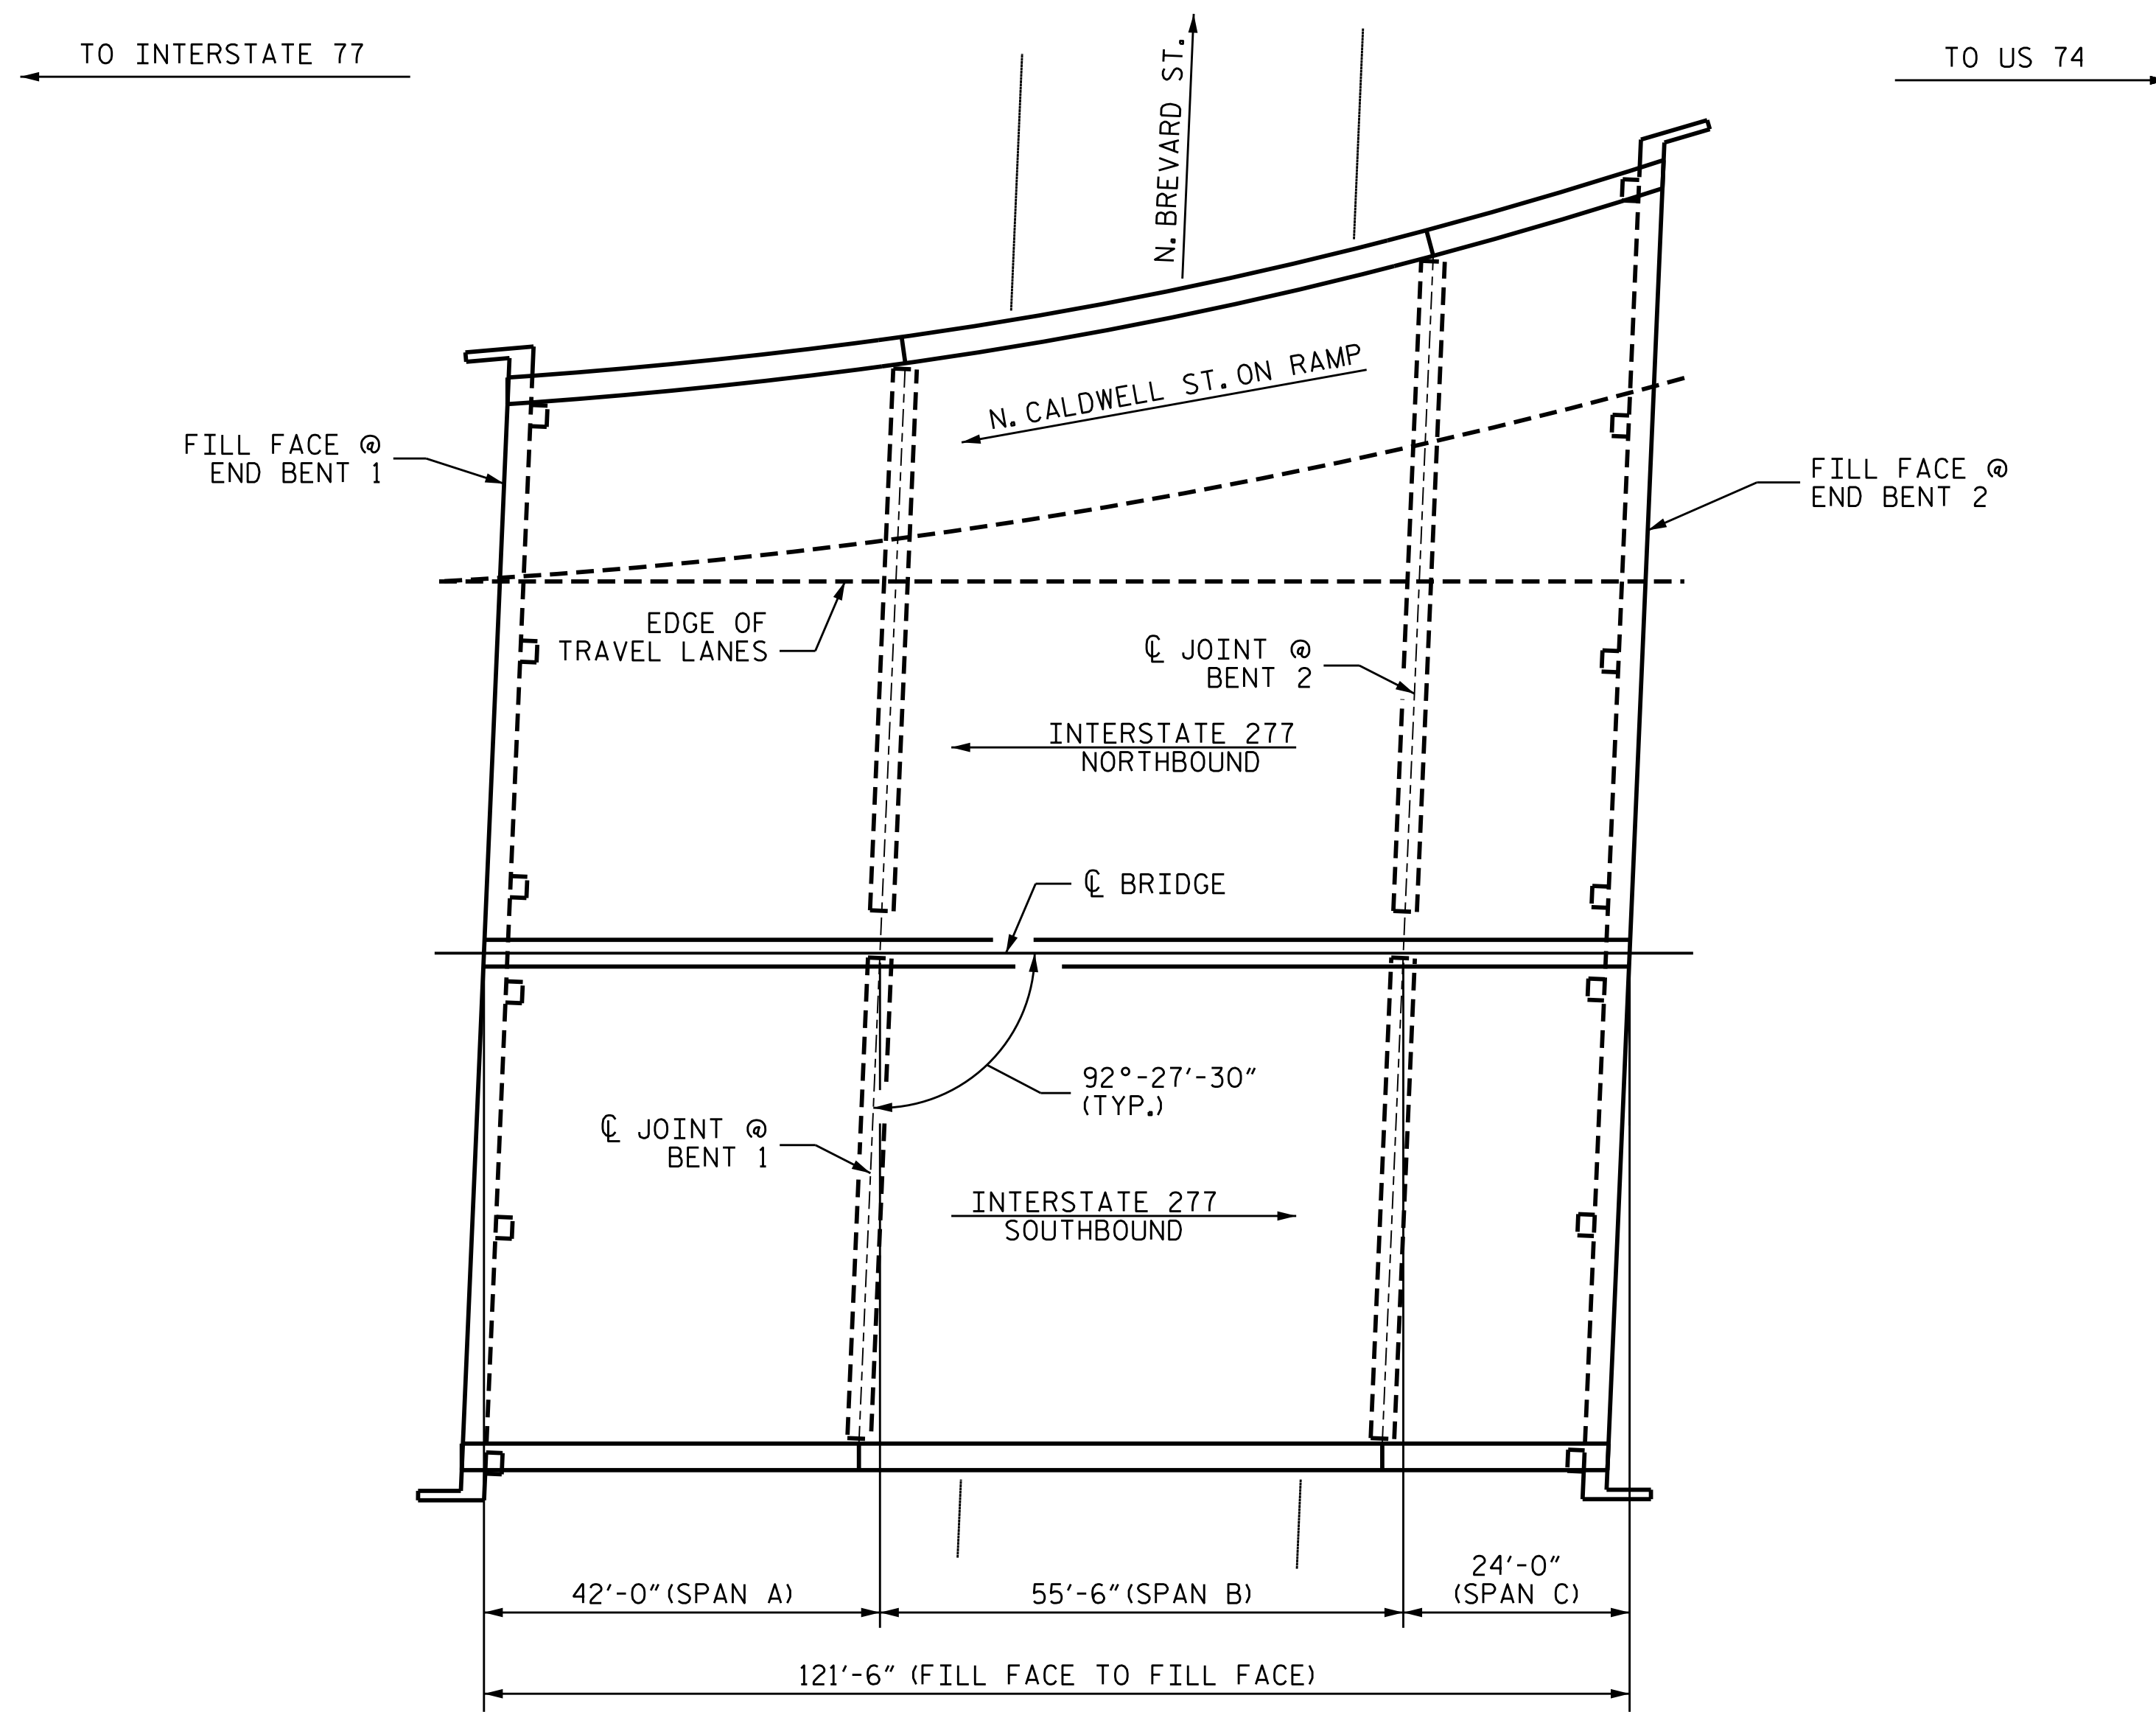 TO INTERSTATE 77
TO US 74
N. BREVARD ST.
N. CALDWELL ST. ON RAMP
FILL FACE @
END BENT 1
FILL FACE @
END BENT 2
EDGE OF
TRAVEL LANES
℄ JOINT @
BENT 2
INTERSTATE 277
NORTHBOUND
℄ BRIDGE
92°-27'-30"
(TYP.)
℄ JOINT @
BENT 1
INTERSTATE 277
SOUTHBOUND
42'-0" (SPAN A)
55'-6" (SPAN B)
24'-0"
(SPAN C)
121'-6" (FILL FACE TO FILL FACE)